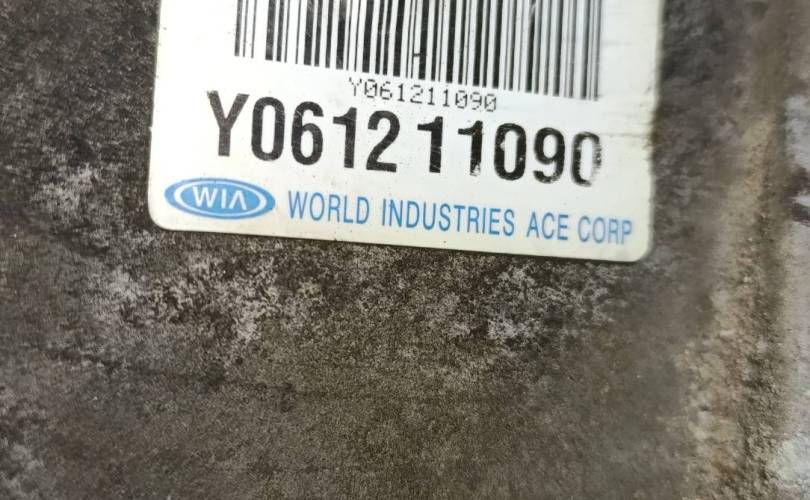 Y061211090
Y061211090
WIA WORLD INDUSTRIES ACE CORP